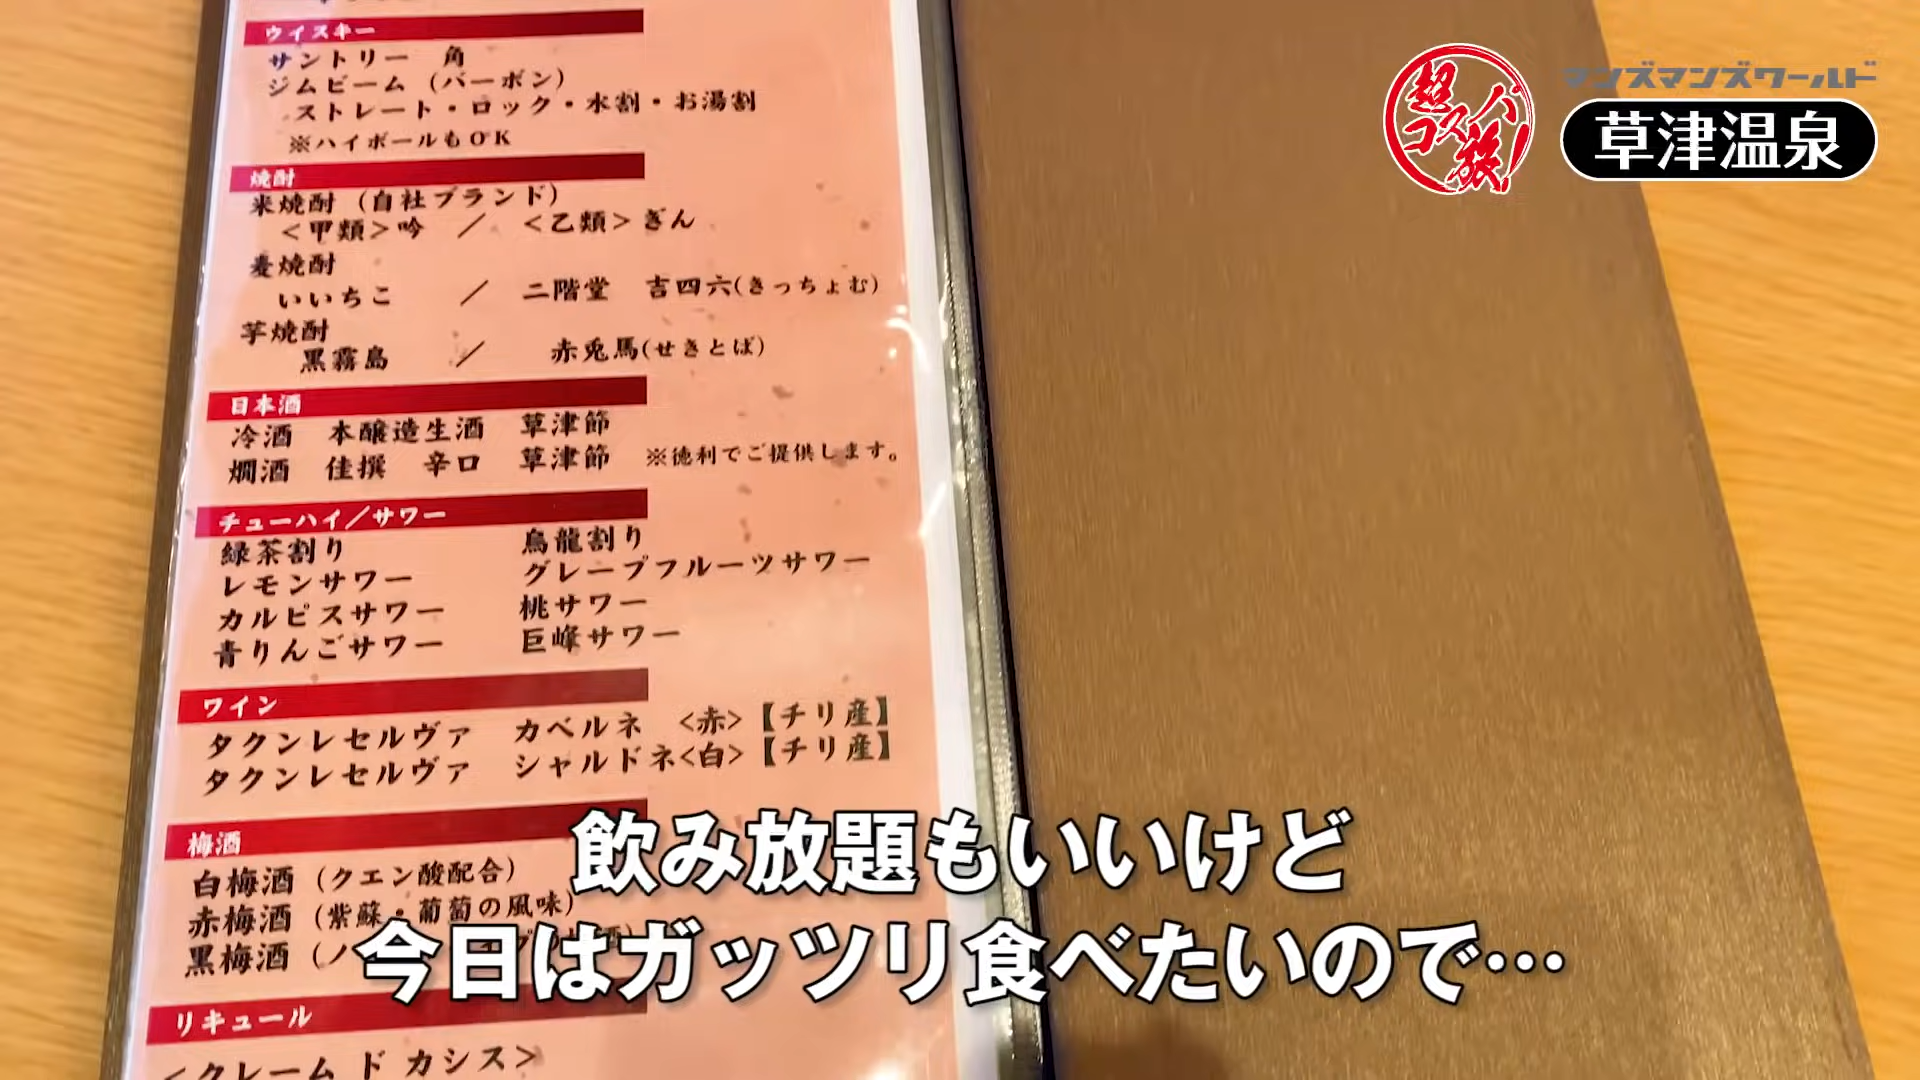 ウイスキー
サントリー 角
ジムビーム (バーボン)
ストレート・ロック・水割・お湯割
※ハイボールもOK
焼酎
米焼酎 (自社ブランド)
<甲類>吟 / <乙類>ぎん
麦焼酎
いいちこ / 二階堂 吉四六(きっちょむ)
芋焼酎
黒霧島 / 赤兎馬(せきとば)
日本酒
冷酒 本醸造生酒 草津節
燗酒 佳撰 辛口 草津節 ※徳利でご提供します。
チューハイ/サワー
緑茶割り 烏龍割り
レモンサワー グレープフルーツサワー
カルピスサワー 桃サワー
青りんごサワー 巨峰サワー
ワイン
タクンレセルヴァ カベルネ <赤>【チリ産】
タクンレセルヴァ シャルドネ<白>【チリ産】
梅酒
白梅酒 (クエン酸配合)
赤梅酒 (紫蘇・葡萄の風味)
黒梅酒
リキュール
<クレーム ド カシス>
超コスパ旅!
マンズマンズワールド
草津温泉
飲み放題もいいけど
今日はガッツリ食べたいので…